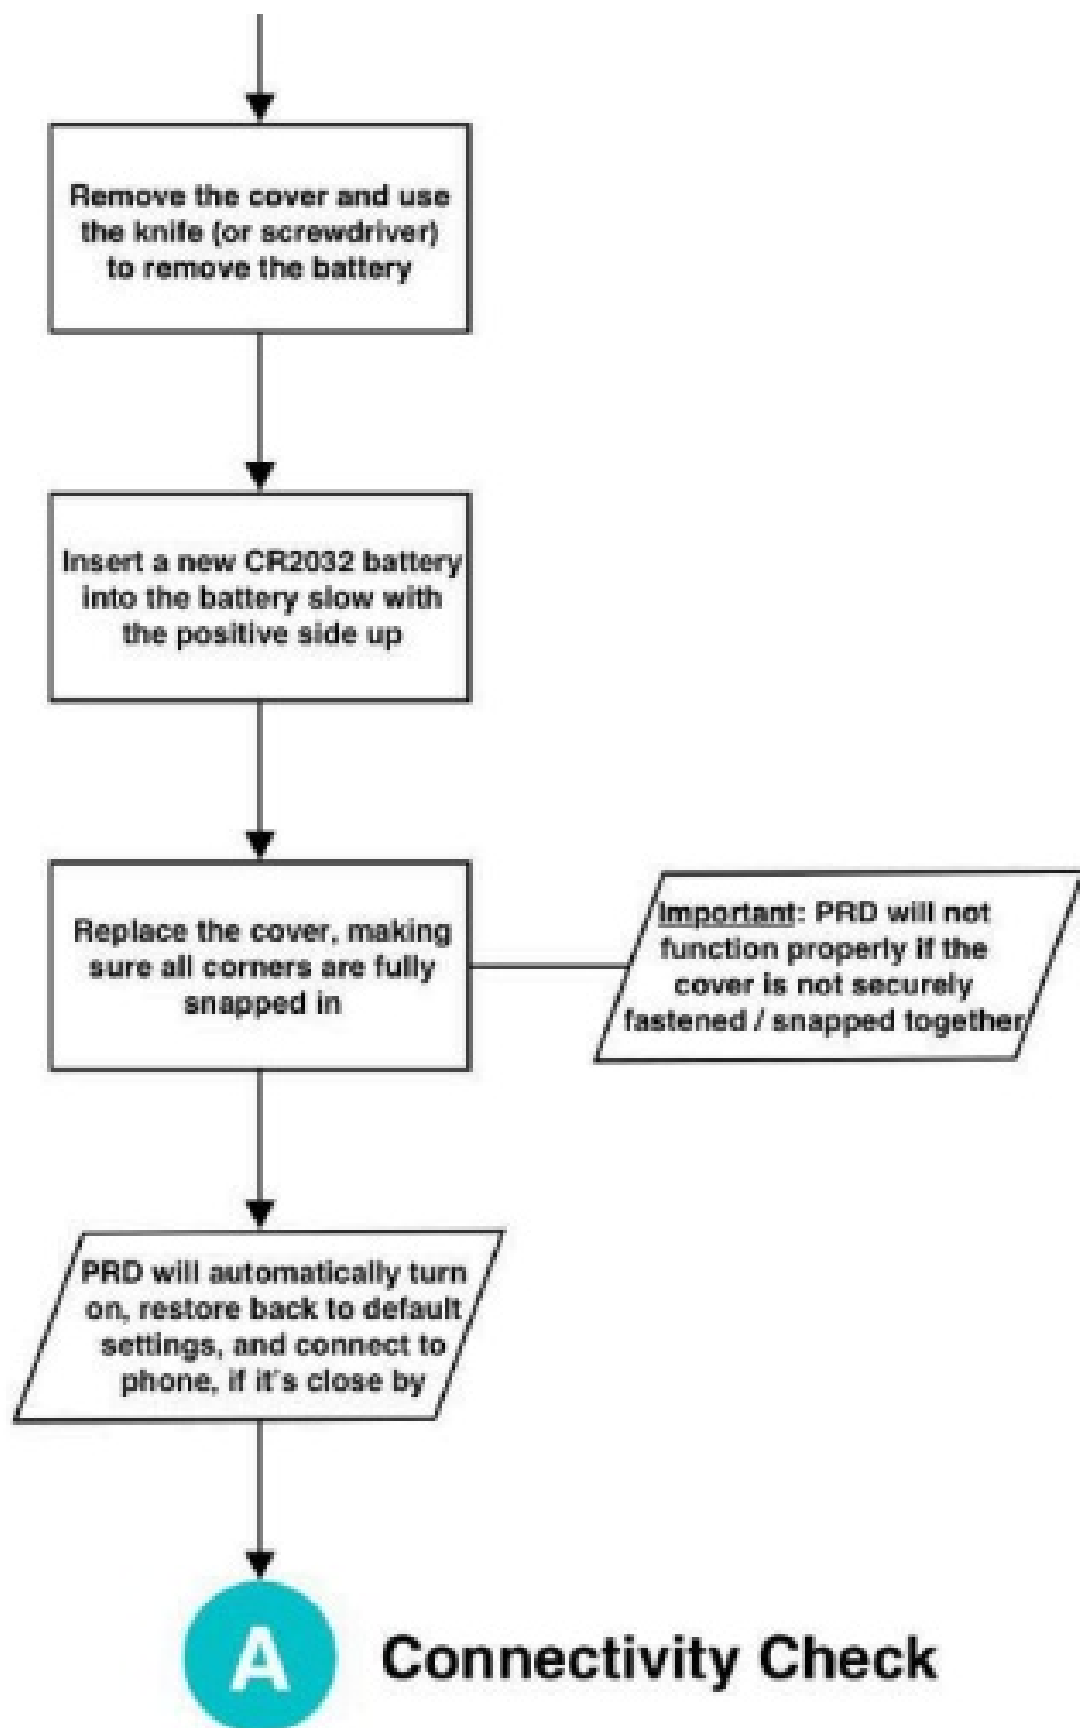 Remove the cover and use
the knife (or screwdriver)
to remove the battery
Insert a new CR2032 battery
into the battery slow with
the positive side up
Replace the cover, making
sure all corners are fully
snapped in
Important: PRD will not
function properly if the
cover is not securely
fastened / snapped together
PRD will automatically turn
on, restore back to default
settings, and connect to
phone, if it's close by
A
Connectivity Check